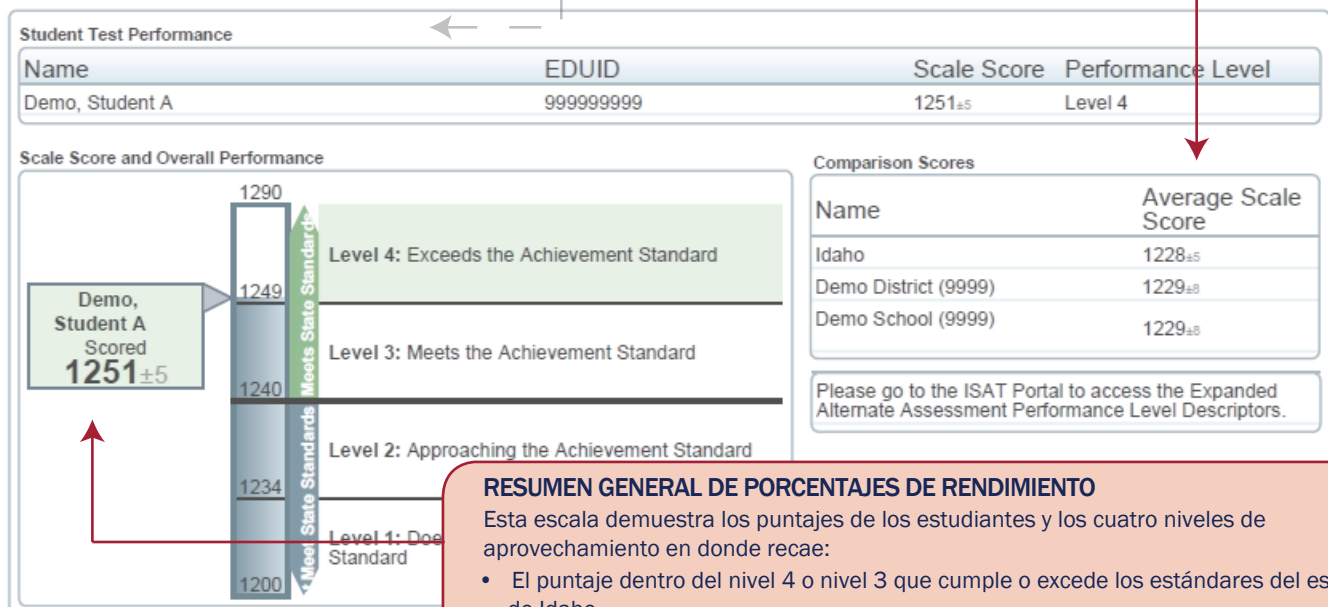 Student Test Performance
Name EDUID Scale Score Performance Level
Demo, Student A 999999999 1251±5 Level 4
Scale Score and Overall Performance
1290
Level 4: Exceeds the Achievement Standard
1249
Demo,
Student A
Scored
1251±5
Level 3: Meets the Achievement Standard
1240
Meets State Standards
Level 2: Approaching the Achievement Standard
1234
Level 1:
Standard
1200
Meet State Standards
Comparison Scores
Name Average Scale
Score
Idaho 1228±5
Demo District (9999) 1229±8
Demo School (9999) 1229±8
Please go to the ISAT Portal to access the Expanded
Alternate Assessment Performance Level Descriptors.
RESUMEN GENERAL DE PORCENTAJES DE RENDIMIENTO
Esta escala demuestra los puntajes de los estudiantes y los cuatro niveles de
aprovechamiento en donde recae:
• El puntaje dentro del nivel 4 o nivel 3 que cumple o excede los estándares del
de Idaho